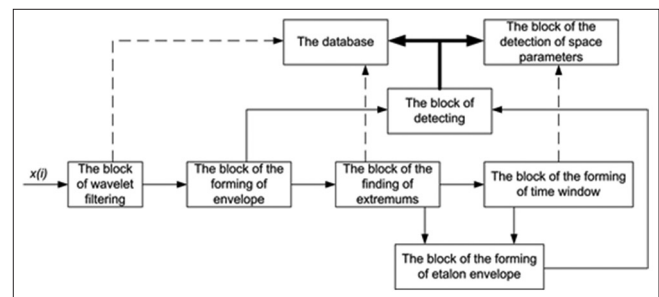 The database
The block of the
detection of space
parameters
The block of
detecting
x(i)
The block
of wavelet
filtering
The block of the
forming of
envelope
The block of the
finding of
extremums
The block of the forming
of time window
The block of the forming
of etalon envelope